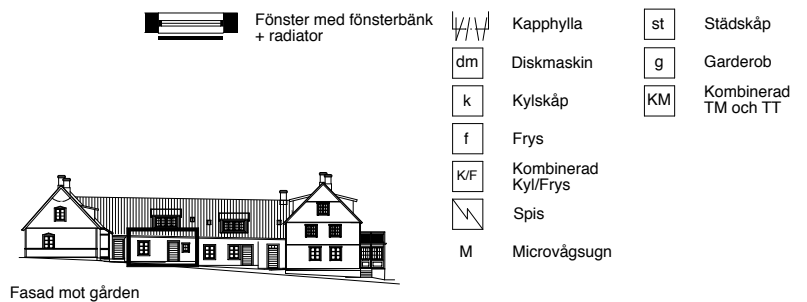 Fönster med fönsterbänk
+ radiator
Kapphylla
dm Diskmaskin
k Kylskåp
f Frys
K/F Kombinerad
Kyl/Frys
Spis
M Microvågsugn
st Städskåp
g Garderob
KM Kombinerad
TM och TT
Fasad mot gården